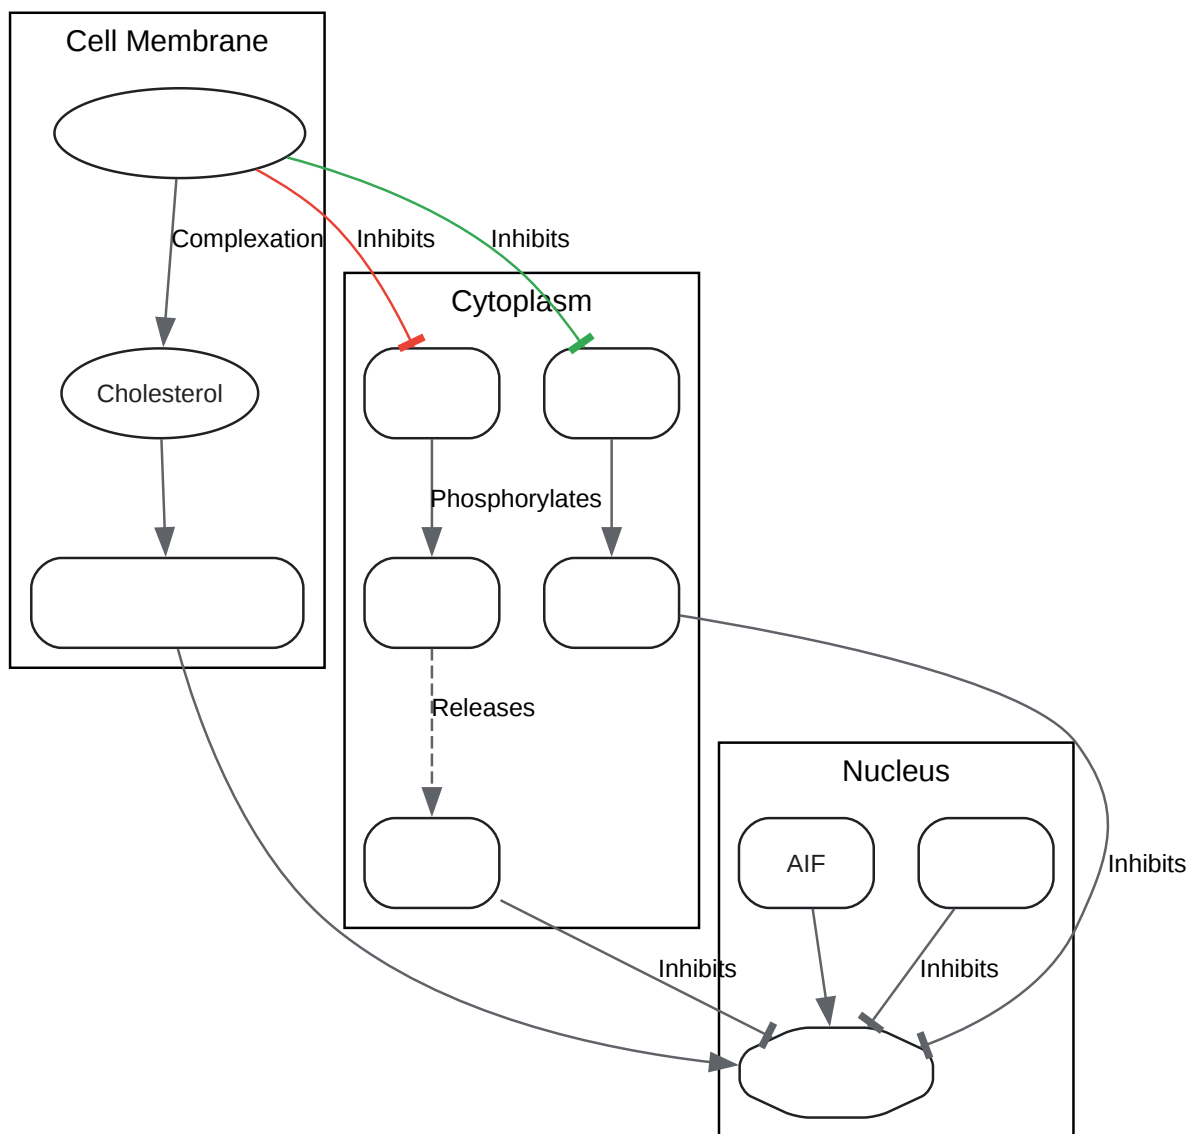 Cell Membrane
Complexation
Inhibits
Inhibits
Cytoplasm
Cholesterol
Phosphorylates
Releases
Nucleus
AIF
Inhibits
Inhibits
Inhibits